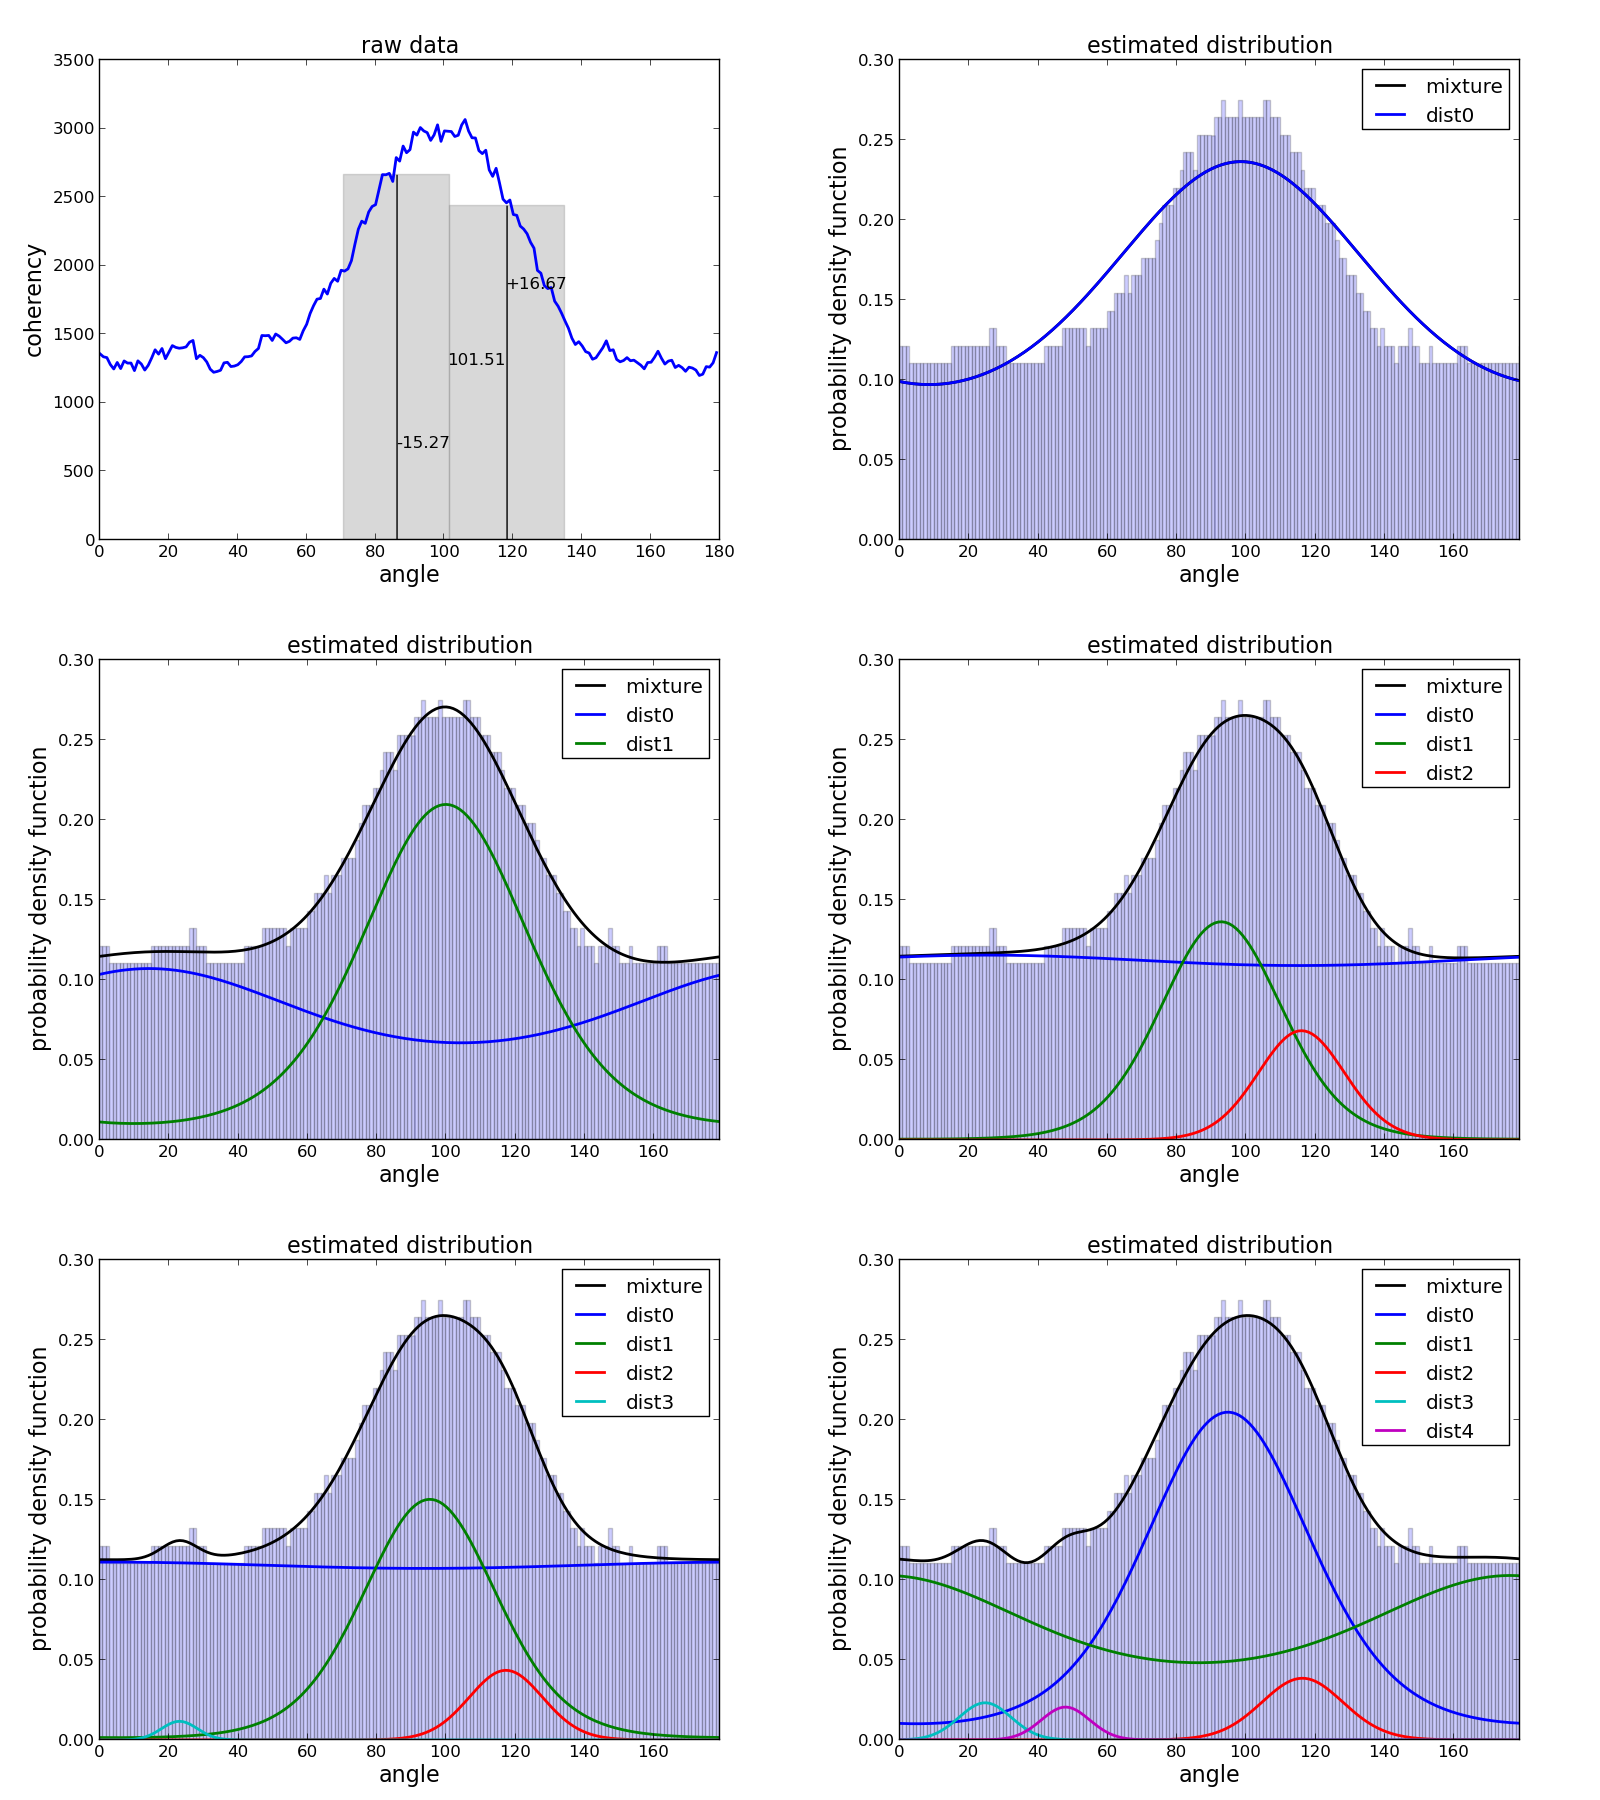 raw data
3500
3000
2500
2000
1500
1000
500
0
coherency
+16.67
101.51
-15.27
0 20 40 60 80 100 120 140 160 180
angle
estimated distribution
0.30
0.25
0.20
0.15
0.10
0.05
0.00
probability density function
mixture
dist0
0 20 40 60 80 100 120 140 160
angle
estimated distribution
0.30
0.25
0.20
0.15
0.10
0.05
0.00
probability density function
mixture
dist0
dist1
0 20 40 60 80 100 120 140 160
angle
estimated distribution
0.30
0.25
0.20
0.15
0.10
0.05
0.00
probability density function
mixture
dist0
dist1
dist2
0 20 40 60 80 100 120 140 160
angle
estimated distribution
0.30
0.25
0.20
0.15
0.10
0.05
0.00
probability density function
mixture
dist0
dist1
dist2
dist3
0 20 40 60 80 100 120 140 160
angle
estimated distribution
0.30
0.25
0.20
0.15
0.10
0.05
0.00
probability density function
mixture
dist0
dist1
dist2
dist3
dist4
0 20 40 60 80 100 120 140 160
angle